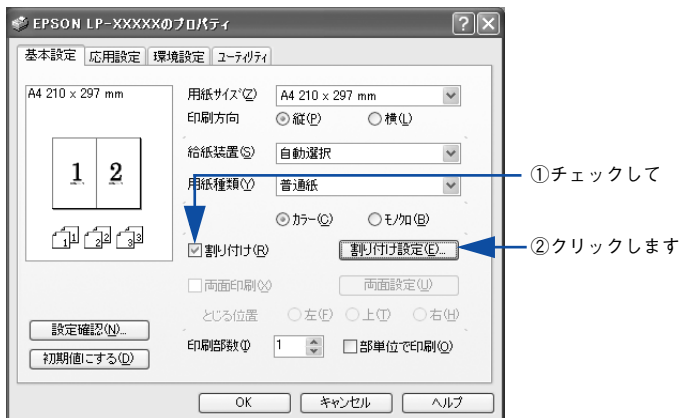 EPSON LP-XXXXXのプロパティ
基本設定 応用設定 環境設定 ユーティリティ
A4 210 x 297 mm
1 2
11 22 33
用紙サイズ(Z) A4 210 x 297 mm
印刷方向 縦(P) 横(L)
給紙装置(S) 自動選択
用紙種類(Y) 普通紙
カラー(C) モノクロ(B)
割り付け(R) 割り付け設定(E)...
両面印刷(X) 両面設定(U)
とじる位置 左(F) 上(T) 右(H)
印刷部数(I) 1 部単位で印刷(O)
設定確認(N)...
初期値にする(D)
OK キャンセル ヘルプ
①チェックして
②クリックします